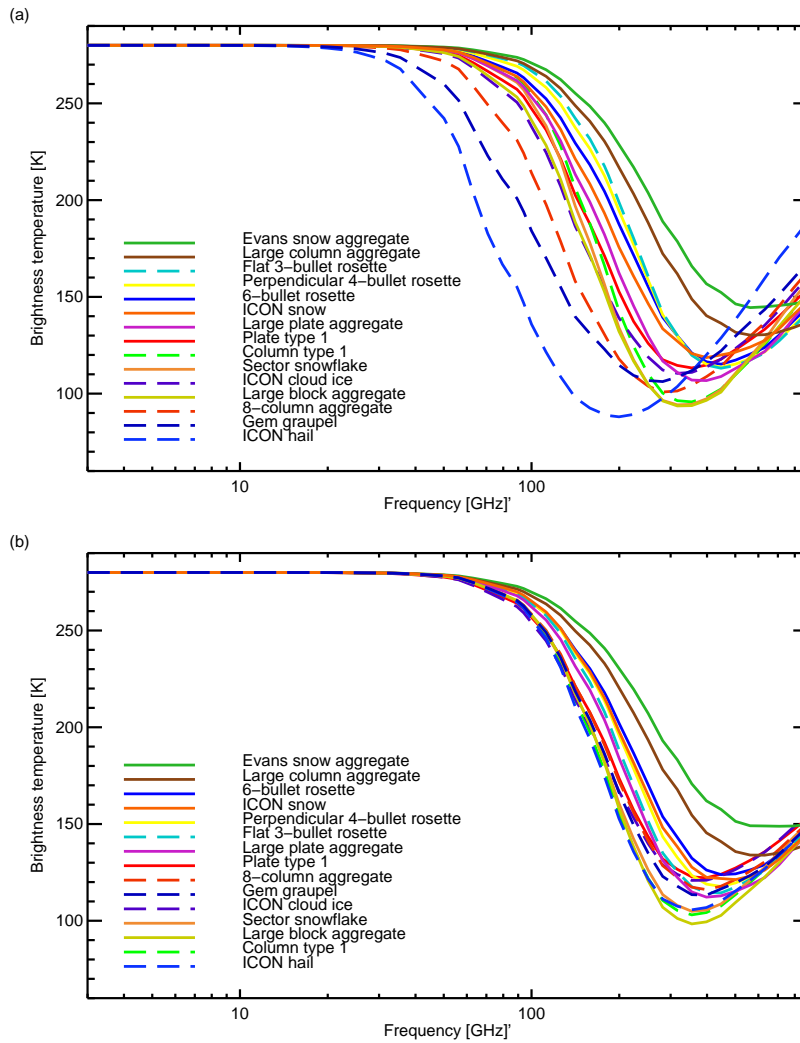 (a)
250
200
150
100
Brightness temperature [K]
Evans snow aggregate
Large column aggregate
Flat 3−bullet rosette
Perpendicular 4−bullet rosette
6−bullet rosette
ICON snow
Large plate aggregate
Plate type 1
Column type 1
Sector snowflake
ICON cloud ice
Large block aggregate
8−column aggregate
Gem graupel
ICON hail
10
100
Frequency [GHz]'
(b)
250
200
150
100
Brightness temperature [K]
Evans snow aggregate
Large column aggregate
6−bullet rosette
ICON snow
Perpendicular 4−bullet rosette
Flat 3−bullet rosette
Large plate aggregate
Plate type 1
8−column aggregate
Gem graupel
ICON cloud ice
Sector snowflake
Large block aggregate
Column type 1
ICON hail
10
100
Frequency [GHz]'